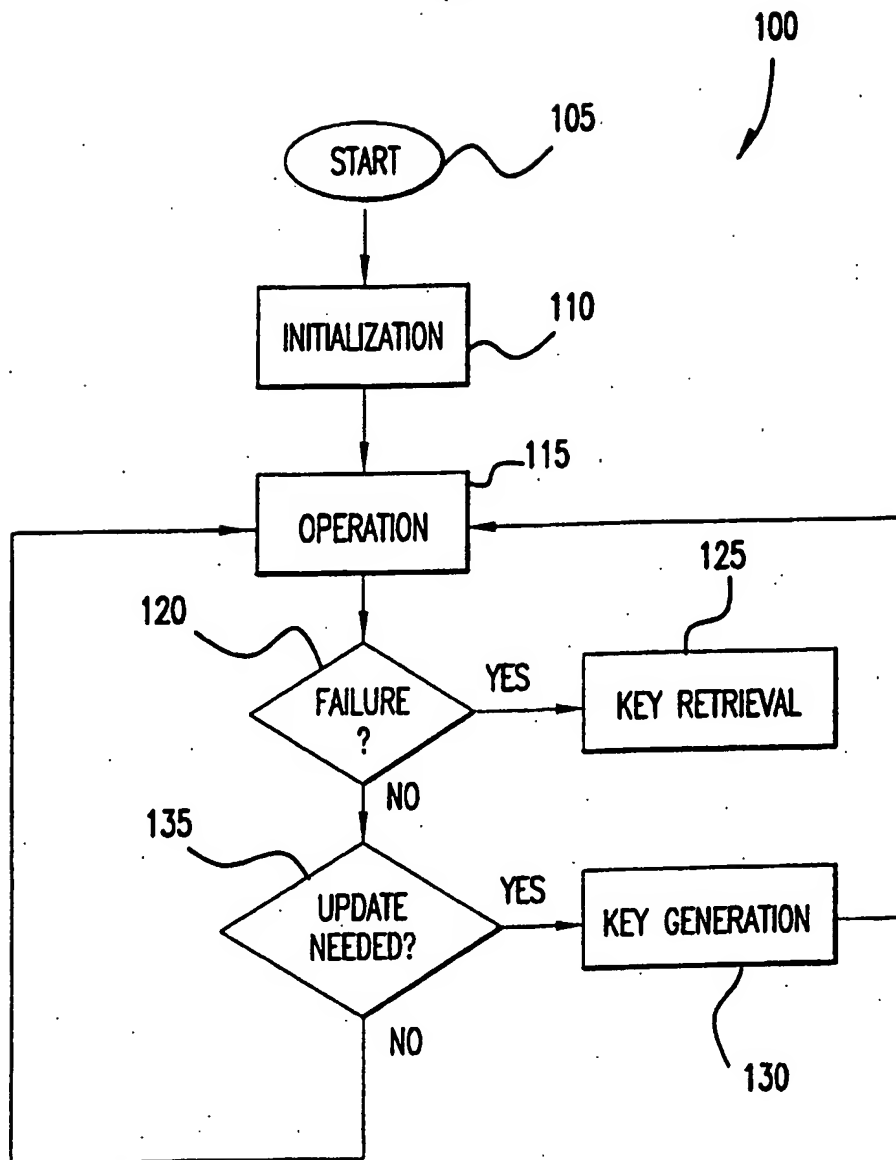 100
START
105
INITIALIZATION
110
OPERATION
115
120
FAILURE
?
YES
125
KEY RETRIEVAL
NO
135
UPDATE
NEEDED?
YES
KEY GENERATION
NO
130